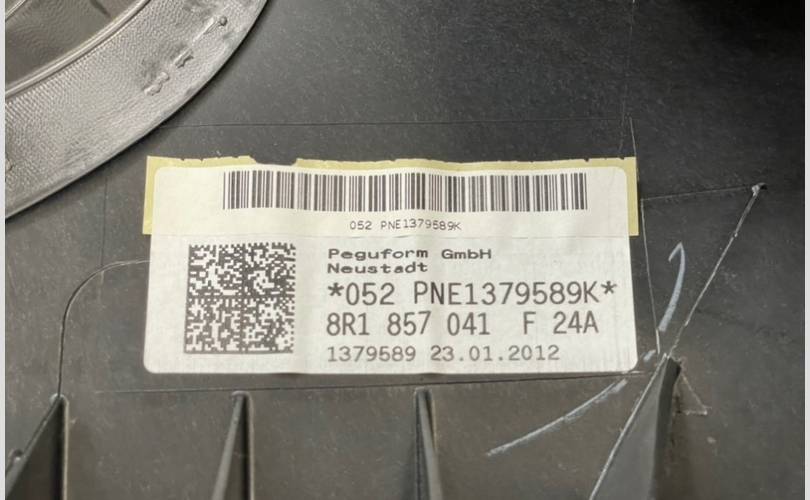 052 PNE1379589K
Peguform GmbH
Neustadt
*052 PNE1379589K*
8R1 857 041 F 24A
1379589 23.01.2012